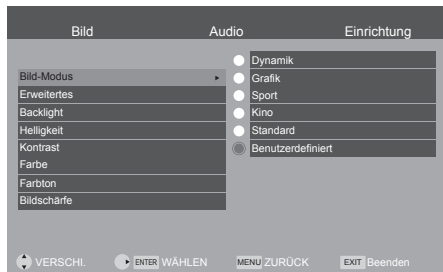 Bild Audio Einrichtung
Bild-Modus
Erweitertes
Backlight
Helligkeit
Kontrast
Farbe
Farbton
Bildschärfe
Dynamik
Grafik
Sport
Kino
Standard
Benutzerdefiniert
VERSCHI. ENTER WÄHLEN MENU ZURÜCK EXIT Beenden